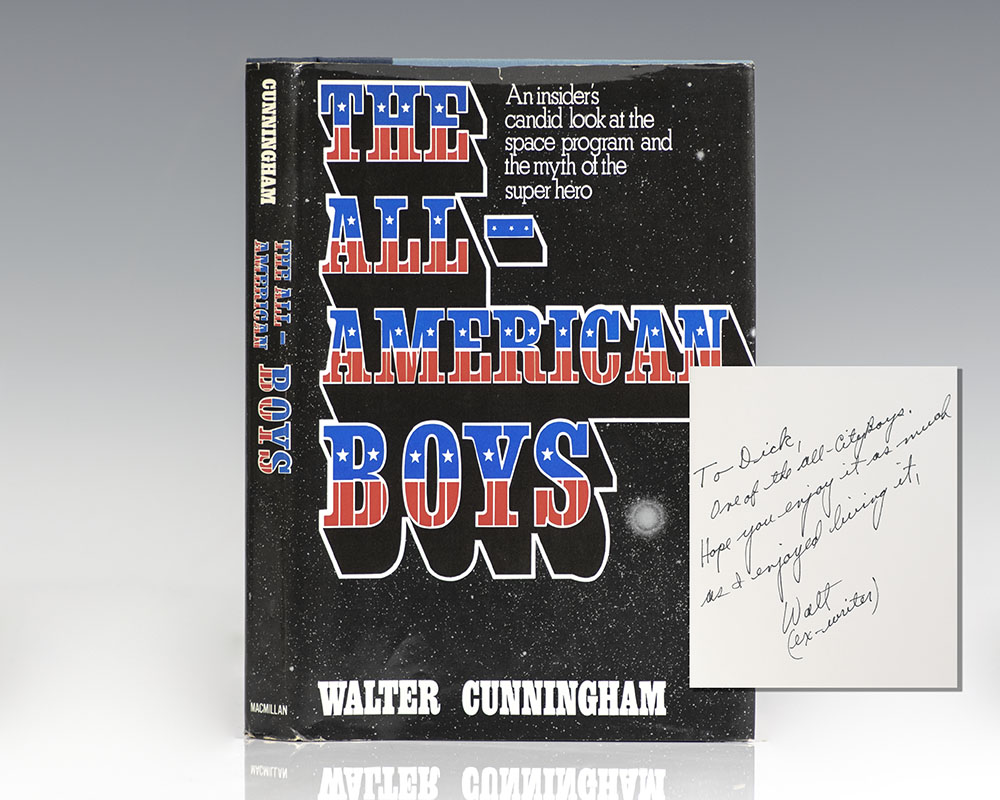 CUNNINGHAM
THE ALL-
AMERICAN
BOYS
MACMILLAN
THE
ALL-
AMERICAN
BOYS
An insider's
candid look at the
space program and
the myth of the
super hero
WALTER CUNNINGHAM
To Dick,
One of the all-City Boys.
Hope you enjoy it as much
as I enjoyed living it,
Walt
(ex-writer)